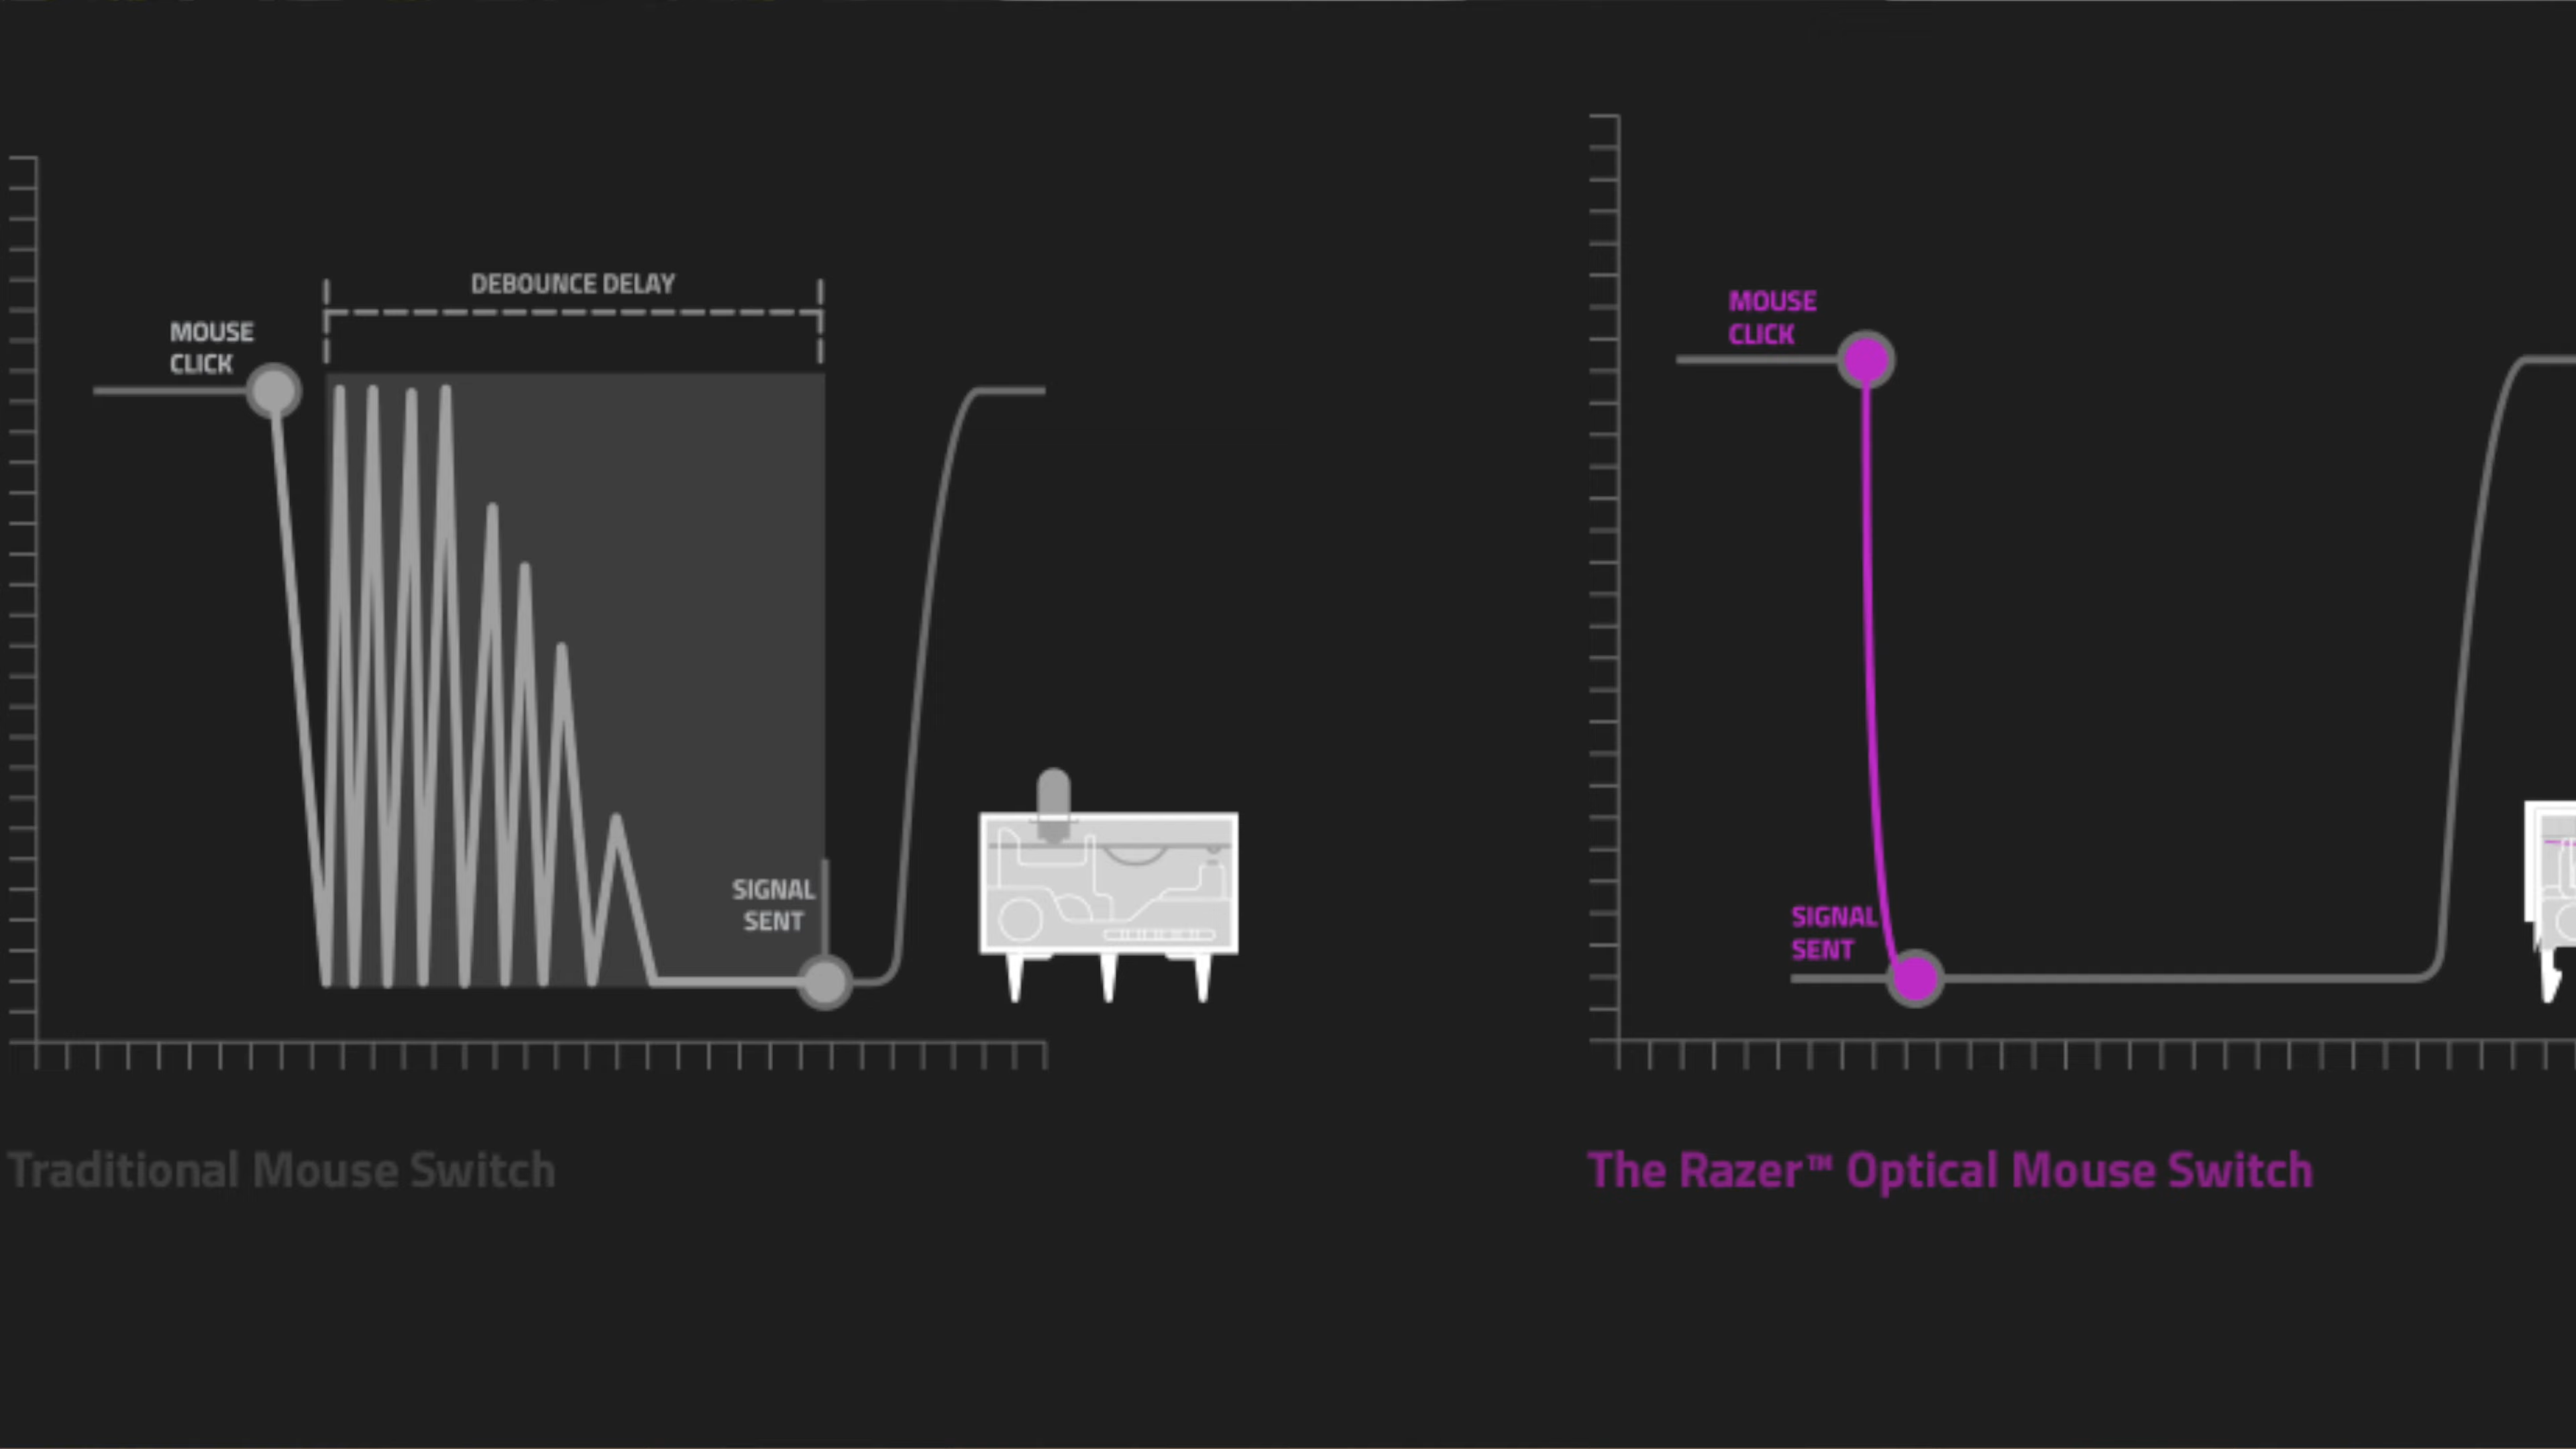 DEBOUNCE DELAY
MOUSE
CLICK
SIGNAL
SENT
Traditional Mouse Switch
MOUSE
CLICK
SIGNAL
SENT
The Razer™ Optical Mouse Switch